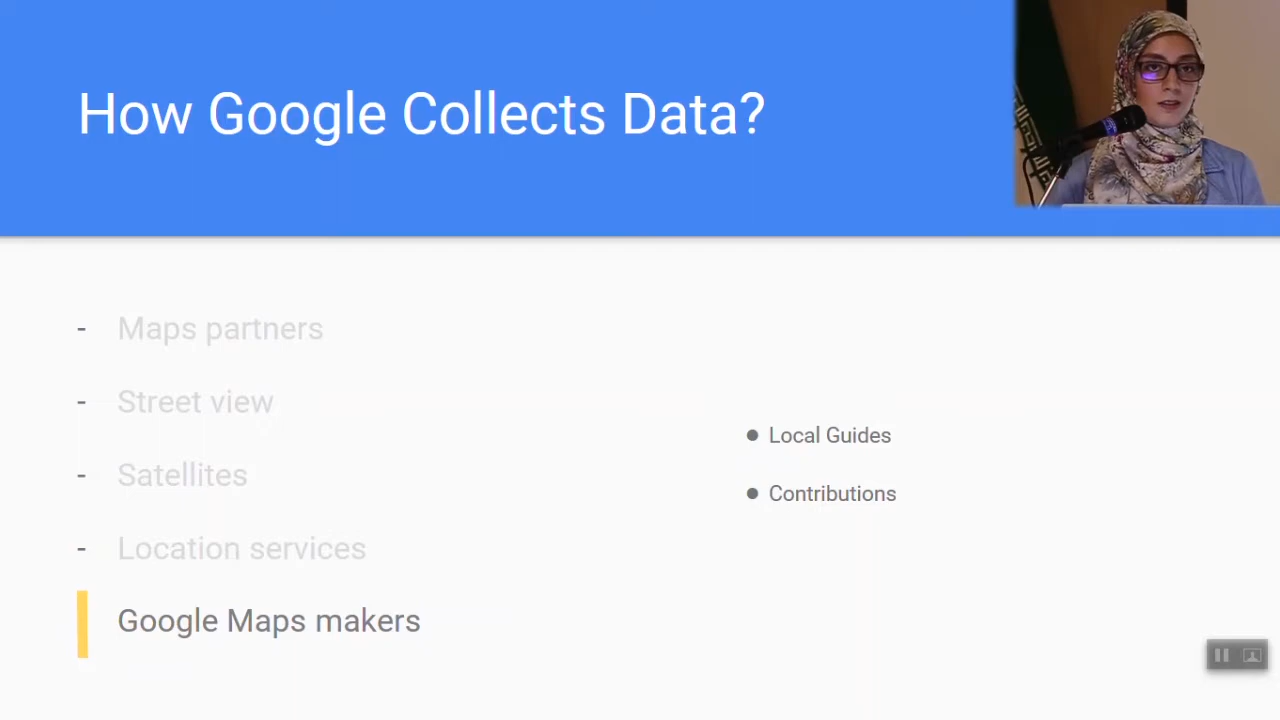 How Google Collects Data?
- Maps partners
- Street view
- Satellites
- Location services
Google Maps makers
● Local Guides
● Contributions